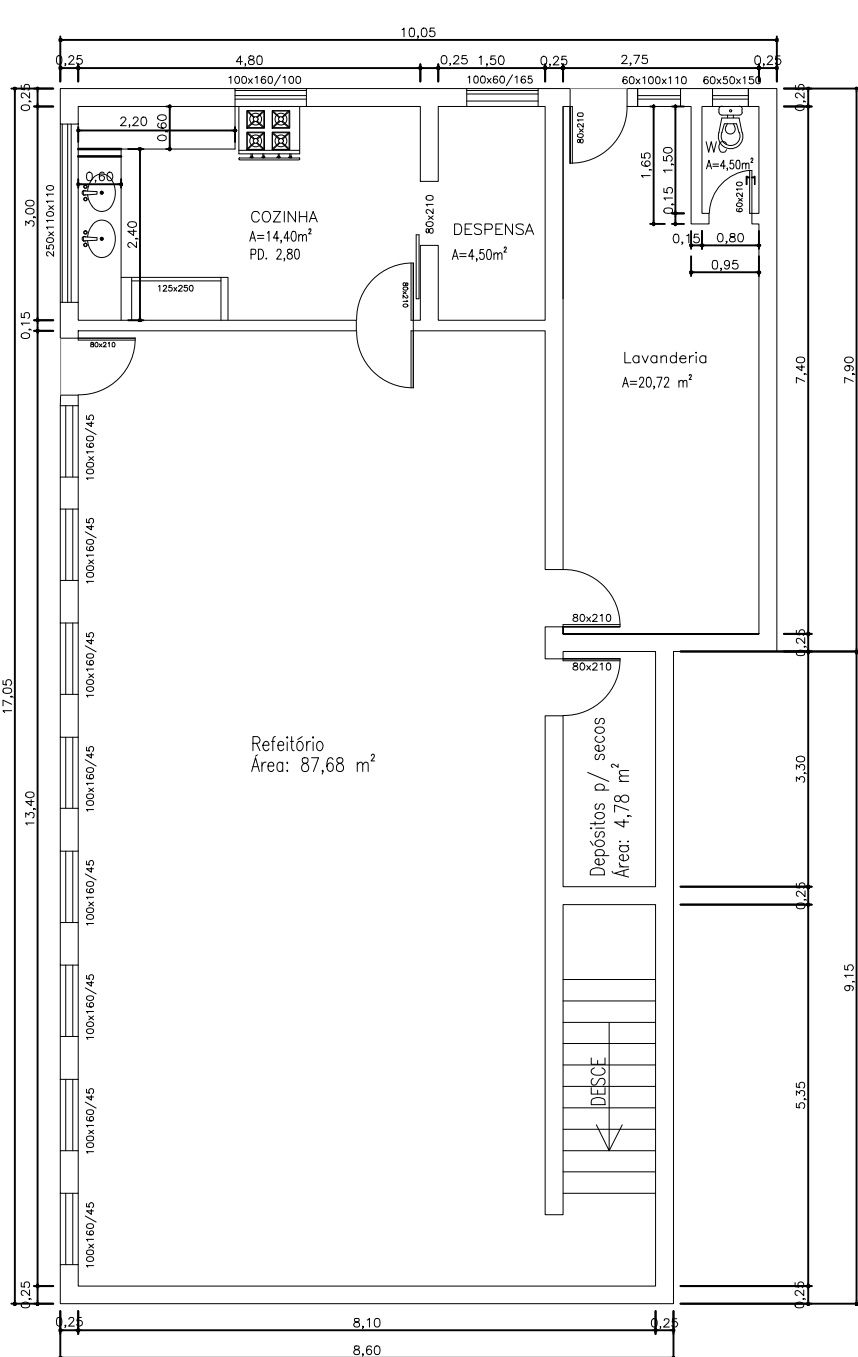 10,05
0,25 4,80 0,25 1,50 0,25 2,75 0,25
100x160/100 100x60/165 60x100x110 60x50x150
0,25
0,25
2,20
0,60
80x210
1,65
1,50
WC
A=4,50m²
0,60
3,00
250x110x110
2,40
COZINHA
A=14,40m²
PD. 2,80
80x210
DESPENSA
A=4,50m²
0,15
60x210
0,15 0,80
0,95
125x250
80x210
0,15
80x210
Lavanderia
A=20,72 m²
7,40
7,90
100x160/45
100x160/45
100x160/45
100x160/45
100x160/45
100x160/45
100x160/45
100x160/45
80x210
0,25
80x210
17,05
13,40
Refeitório
Área: 87,68 m²
Depósitos p/ secos
Área: 4,78 m²
3,30
0,25
9,15
DESCE
5,35
0,25
0,25
0,25 8,10 0,25
8,60